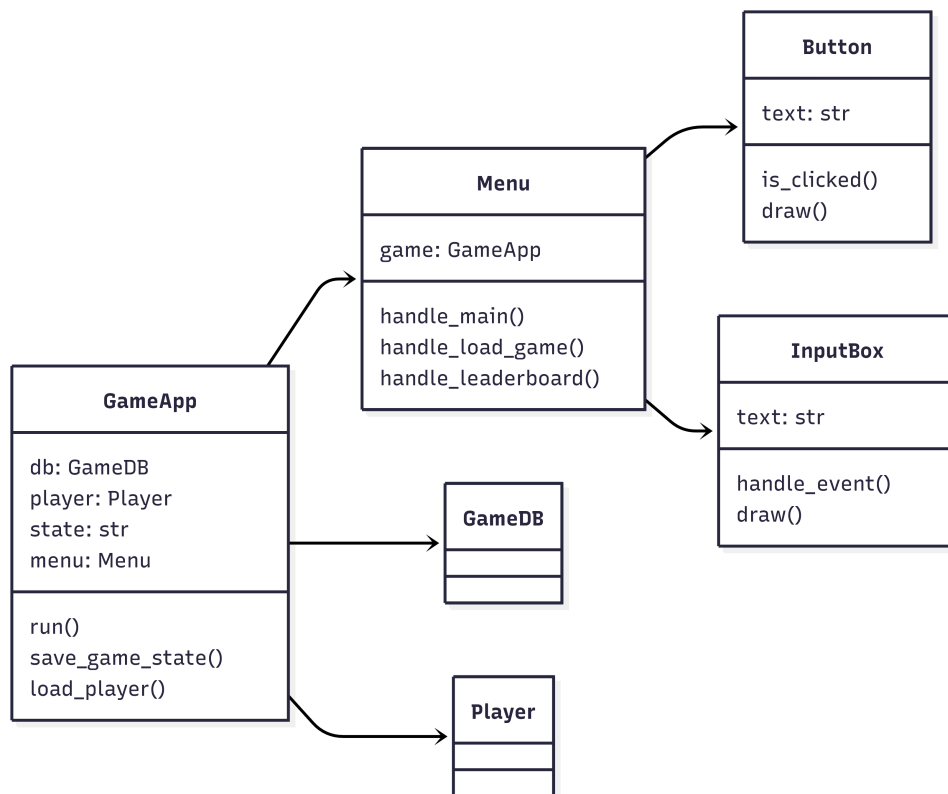 Button
text: str
is_clicked()
draw()
Menu
game: GameApp
handle_main()
handle_load_game()
handle_leaderboard()
InputBox
text: str
handle_event()
draw()
GameApp
db: GameDB
player: Player
state: str
menu: Menu
run()
save_game_state()
load_player()
GameDB
Player